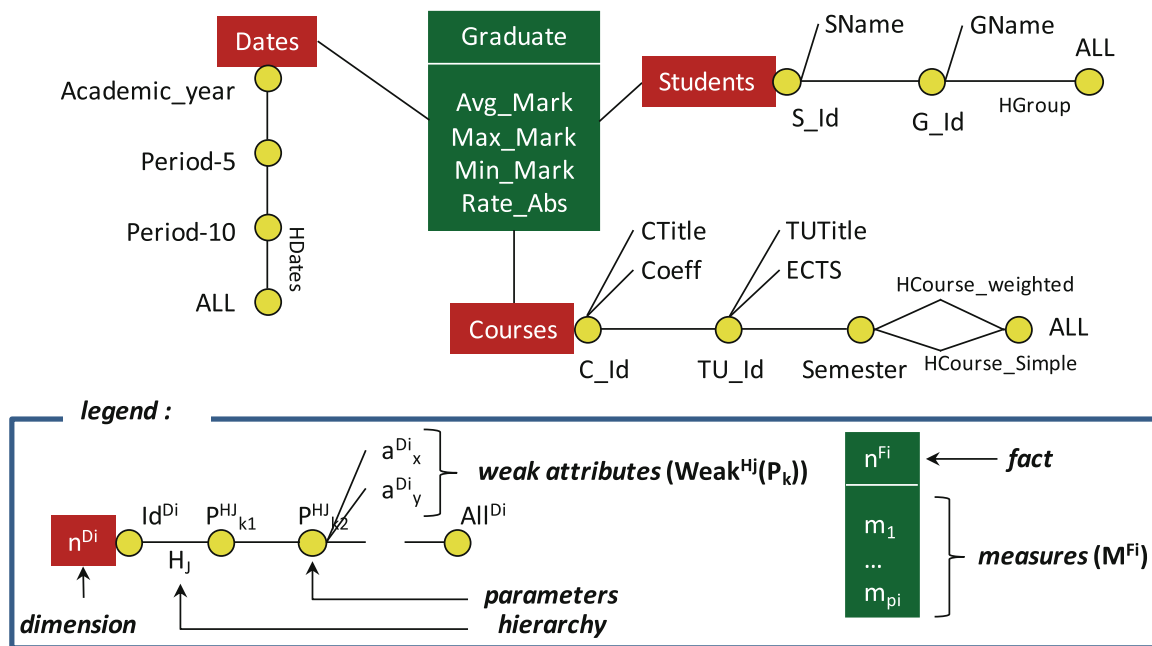 Dates
Academic_year
Period-5
Period-10
HDates
ALL
Graduate
Avg_Mark
Max_Mark
Min_Mark
Rate_Abs
Students
SName
GName
ALL
S_Id
G_Id
HGroup
Courses
CTitle
Coeff
TUTitle
ECTS
HCourse_weighted
ALL
C_Id
TU_Id
Semester
HCourse_Simple
legend :
n^Di
Id^Di
P^HJ_k1
P^HJ_k2
a^Di_x
a^Di_y
All^Di
H_J
weak attributes (Weak^Hj(P_k))
parameters
hierarchy
dimension
n^Fi
fact
m_1
...
m_pi
measures (M^Fi)